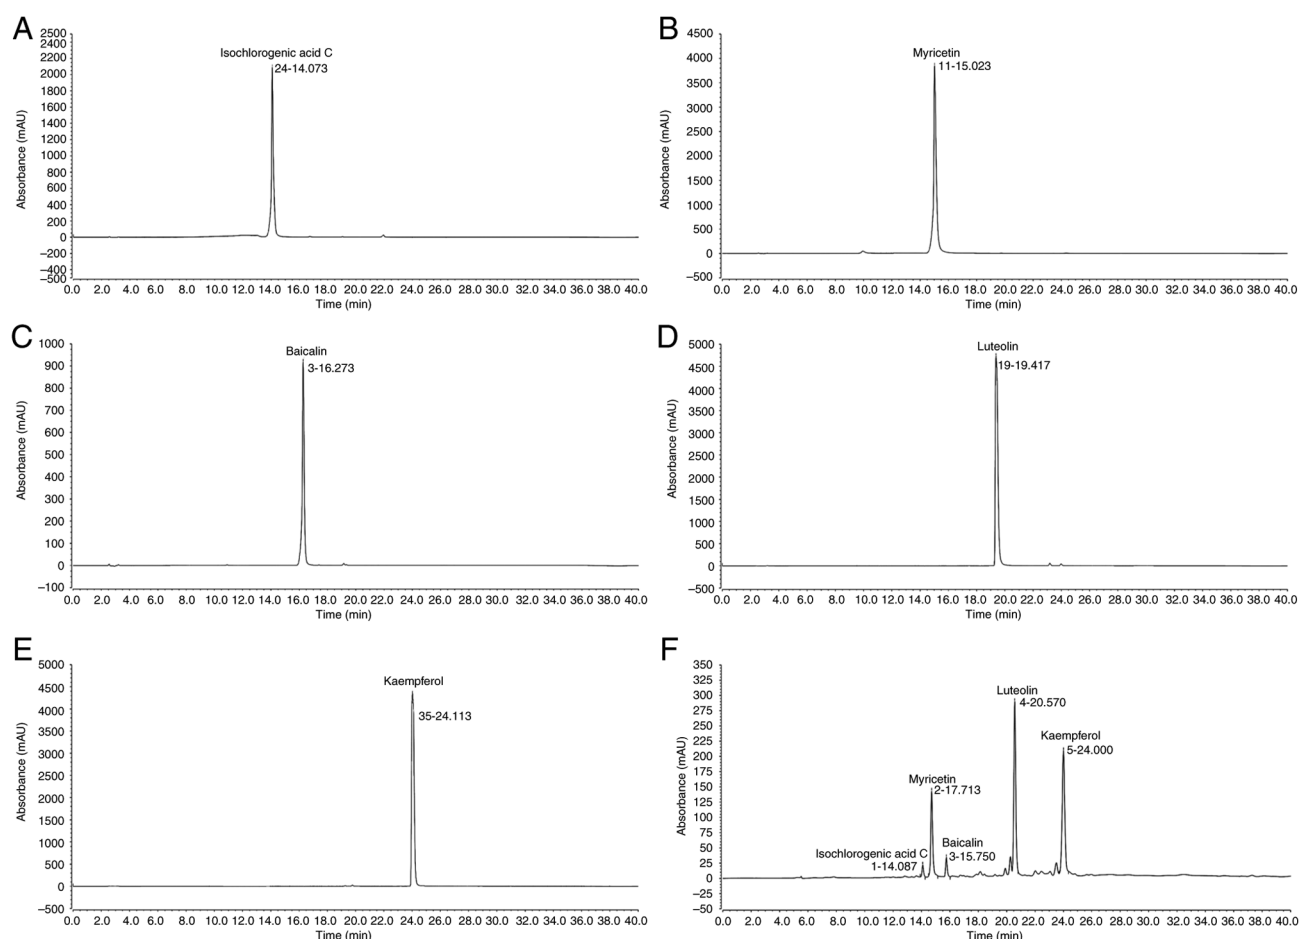 A
2500
2400
2200
2000
1800
1600
1400
1200
1000
800
600
400
200
0
–200
–400
–500
Absorbance (mAU)
Isochlorogenic acid C
24-14.073
0.0 2.0 4.0 6.0 8.0 10.0 12.0 14.0 16.0 18.0 20.0 22.0 24.0 26.0 28.0 30.0 32.0 34.0 36.0 38.0 40.0
Time (min)
B
4500
4000
3500
3000
2500
2000
1500
1000
500
0
–500
Absorbance (mAU)
Myricetin
11-15.023
0.0 2.0 4.0 6.0 8.0 10.0 12.0 14.0 16.0 18.0 20.0 22.0 24.0 26.0 28.0 30.0 32.0 34.0 36.0 38.0 40.0
Time (min)
C
1000
900
800
700
600
500
400
300
200
100
0
–100
Absorbance (mAU)
Baicalin
3-16.273
0.0 2.0 4.0 6.0 8.0 10.0 12.0 14.0 16.0 18.0 20.0 22.0 24.0 26.0 28.0 30.0 32.0 34.0 36.0 38.0 40.0
Time (min)
D
5000
4500
4000
3500
3000
2500
2000
1500
1000
500
0
–500
Absorbance (mAU)
Luteolin
19-19.417
0.0 2.0 4.0 6.0 8.0 10.0 12.0 14.0 16.0 18.0 20.0 22.0 24.0 26.0 28.0 30.0 32.0 34.0 36.0 38.0 40.0
Time (min)
E
5000
4500
4000
3500
3000
2500
2000
1500
1000
500
0
–500
Absorbance (mAU)
Kaempferol
35-24.113
0.0 2.0 4.0 6.0 8.0 10.0 12.0 14.0 16.0 18.0 20.0 22.0 24.0 26.0 28.0 30.0 32.0 34.0 36.0 38.0 40.0
Time (min)
F
350
325
300
275
250
225
200
175
150
125
100
75
50
25
0
–25
–50
Absorbance (mAU)
Luteolin
4-20.570
Kaempferol
5-24.000
Myricetin
2-17.713
Baicalin
3-15.750
Isochlorogenic acid C
1-14.087
0.0 2.0 4.0 6.0 8.0 10.0 12.0 14.0 16.0 18.0 20.0 22.0 24.0 26.0 28.0 30.0 32.0 34.0 36.0 38.0 40.0
Time (min)